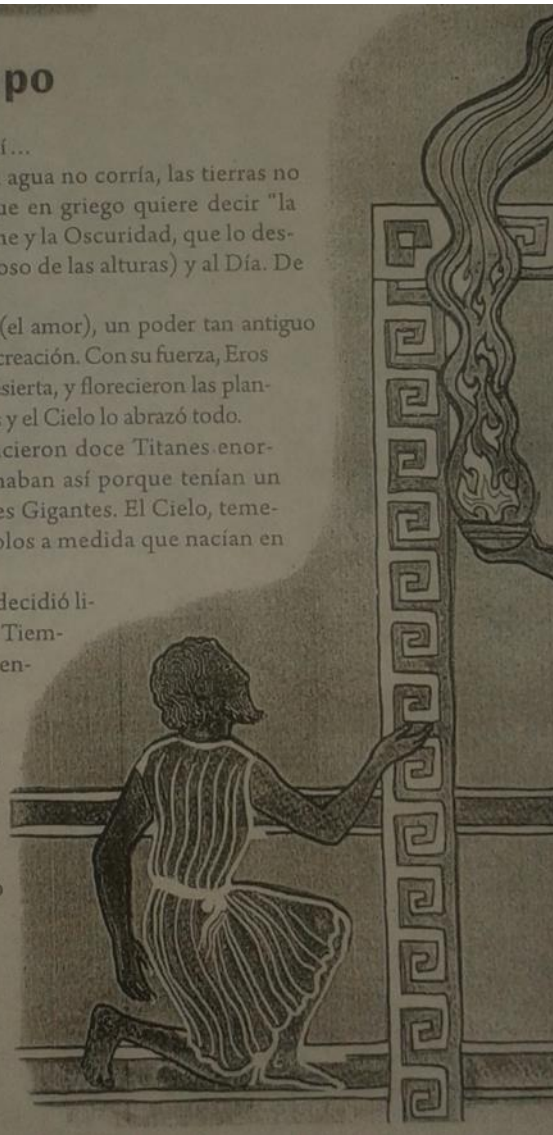 po
í...
agua no corría, las tierras no
ue en griego quiere decir "la
he y la Oscuridad, que lo des-
oso de las alturas) y al Día. De
(el amor), un poder tan antiguo
creación. Con su fuerza, Eros
sierta, y florecieron las plan-
y el Cielo lo abrazó todo.
cieron doce Titanes enor-
naban así porque tenían un
es Gigantes. El Cielo, teme-
olos a medida que nacían en
decidió li-
Tiem-
en-